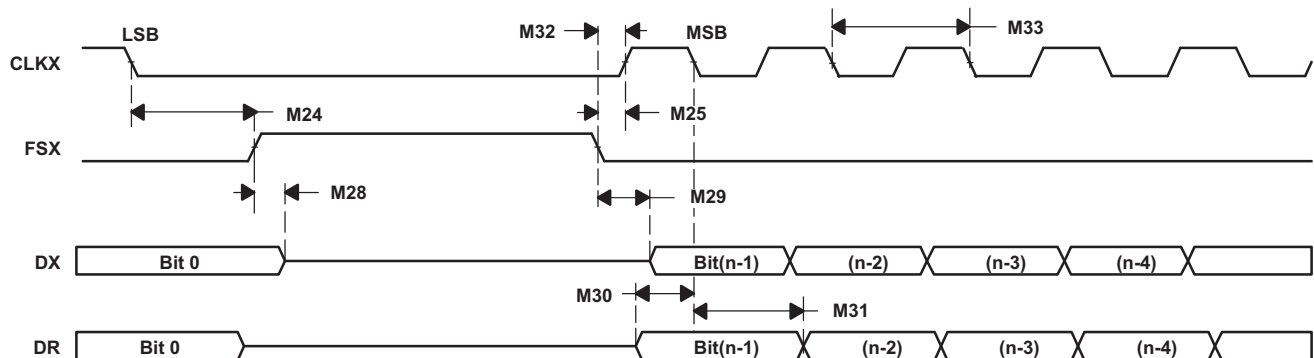 LSB
M32
MSB
M33
CLKX
M24
M25
FSX
M28
M29
DX
Bit 0
Bit(n-1)
(n-2)
(n-3)
(n-4)
M30
M31
DR
Bit 0
Bit(n-1)
(n-2)
(n-3)
(n-4)